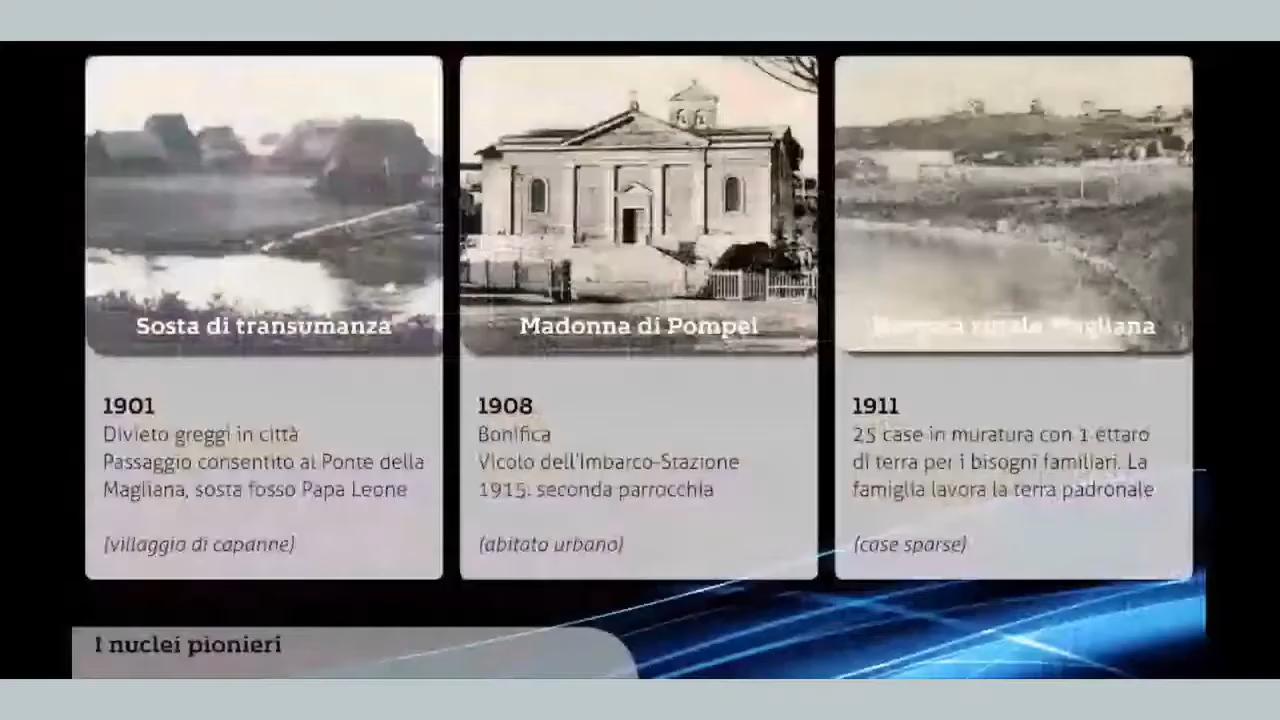 Sosta di transumanza
1901
Divieto greggi in città
Passaggio consentito al Ponte della
Magliana, sosta fosso Papa Leone
(villaggio di capanne)
Madonna di Pompei
1908
Bonifica
Vicolo dell'Imbarco-Stazione
1915: seconda parrocchia
(abitato urbano)
rurale Magliana
1911
25 case in muratura con 1 ettaro
di terra per i bisogni familiari. La
famiglia lavora la terra padronale
(case sparse)
I nuclei pionieri